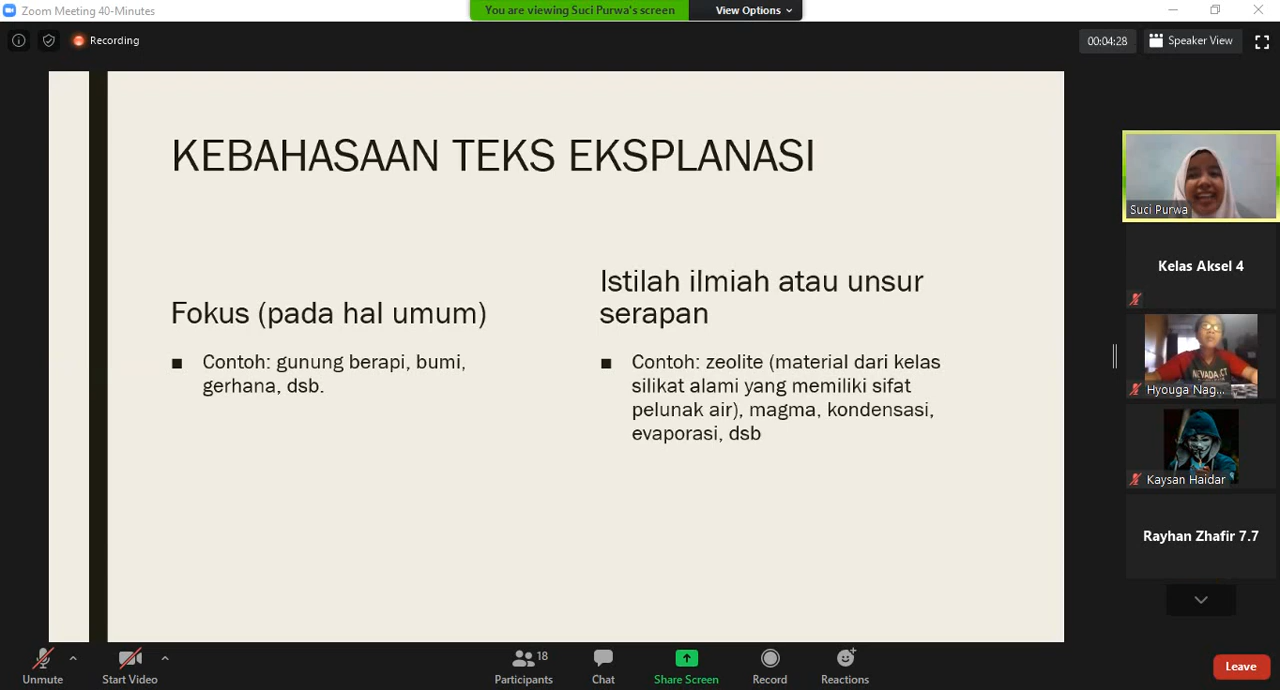 Zoom Meeting 40-Minutes
You are viewing Suci Purwa's screen
View Options
Recording
00:04:28
Speaker View
KEBAHASAAN TEKS EKSPLANASI
Fokus (pada hal umum)
■ Contoh: gunung berapi, bumi,
gerhana, dsb.
Istilah ilmiah atau unsur
serapan
■ Contoh: zeolite (material dari kelas
silikat alami yang memiliki sifat
pelunak air), magma, kondensasi,
evaporasi, dsb
Suci Purwa
Kelas Aksel 4
NEVADA
Hyouga Nag...
Kaysan Haidar
Rayhan Zhafir 7.7
Unmute
Start Video
Participants
18
Chat
Share Screen
Record
Reactions
Leave